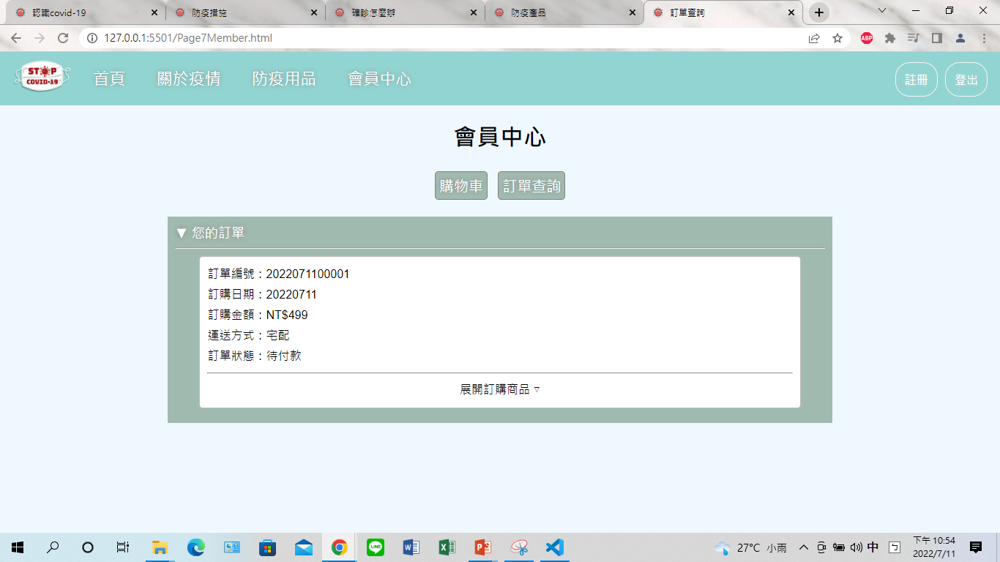 認識covid-19
防疫措施
確診怎麼辦
防疫產品
訂單查詢
127.0.0.1:5501/Page7Member.html
ABP
STOP
COVID-19
首頁
關於疫情
防疫用品
會員中心
註冊
登出
會員中心
購物車
訂單查詢
▼ 您的訂單
訂單編號：2022071100001
訂購日期：20220711
訂購金額：NT$499
運送方式：宅配
訂單狀態：待付款
展開訂購商品 ▿
LINE
27°C 小雨
中
ㄅ
下午 10:54
2022/7/11